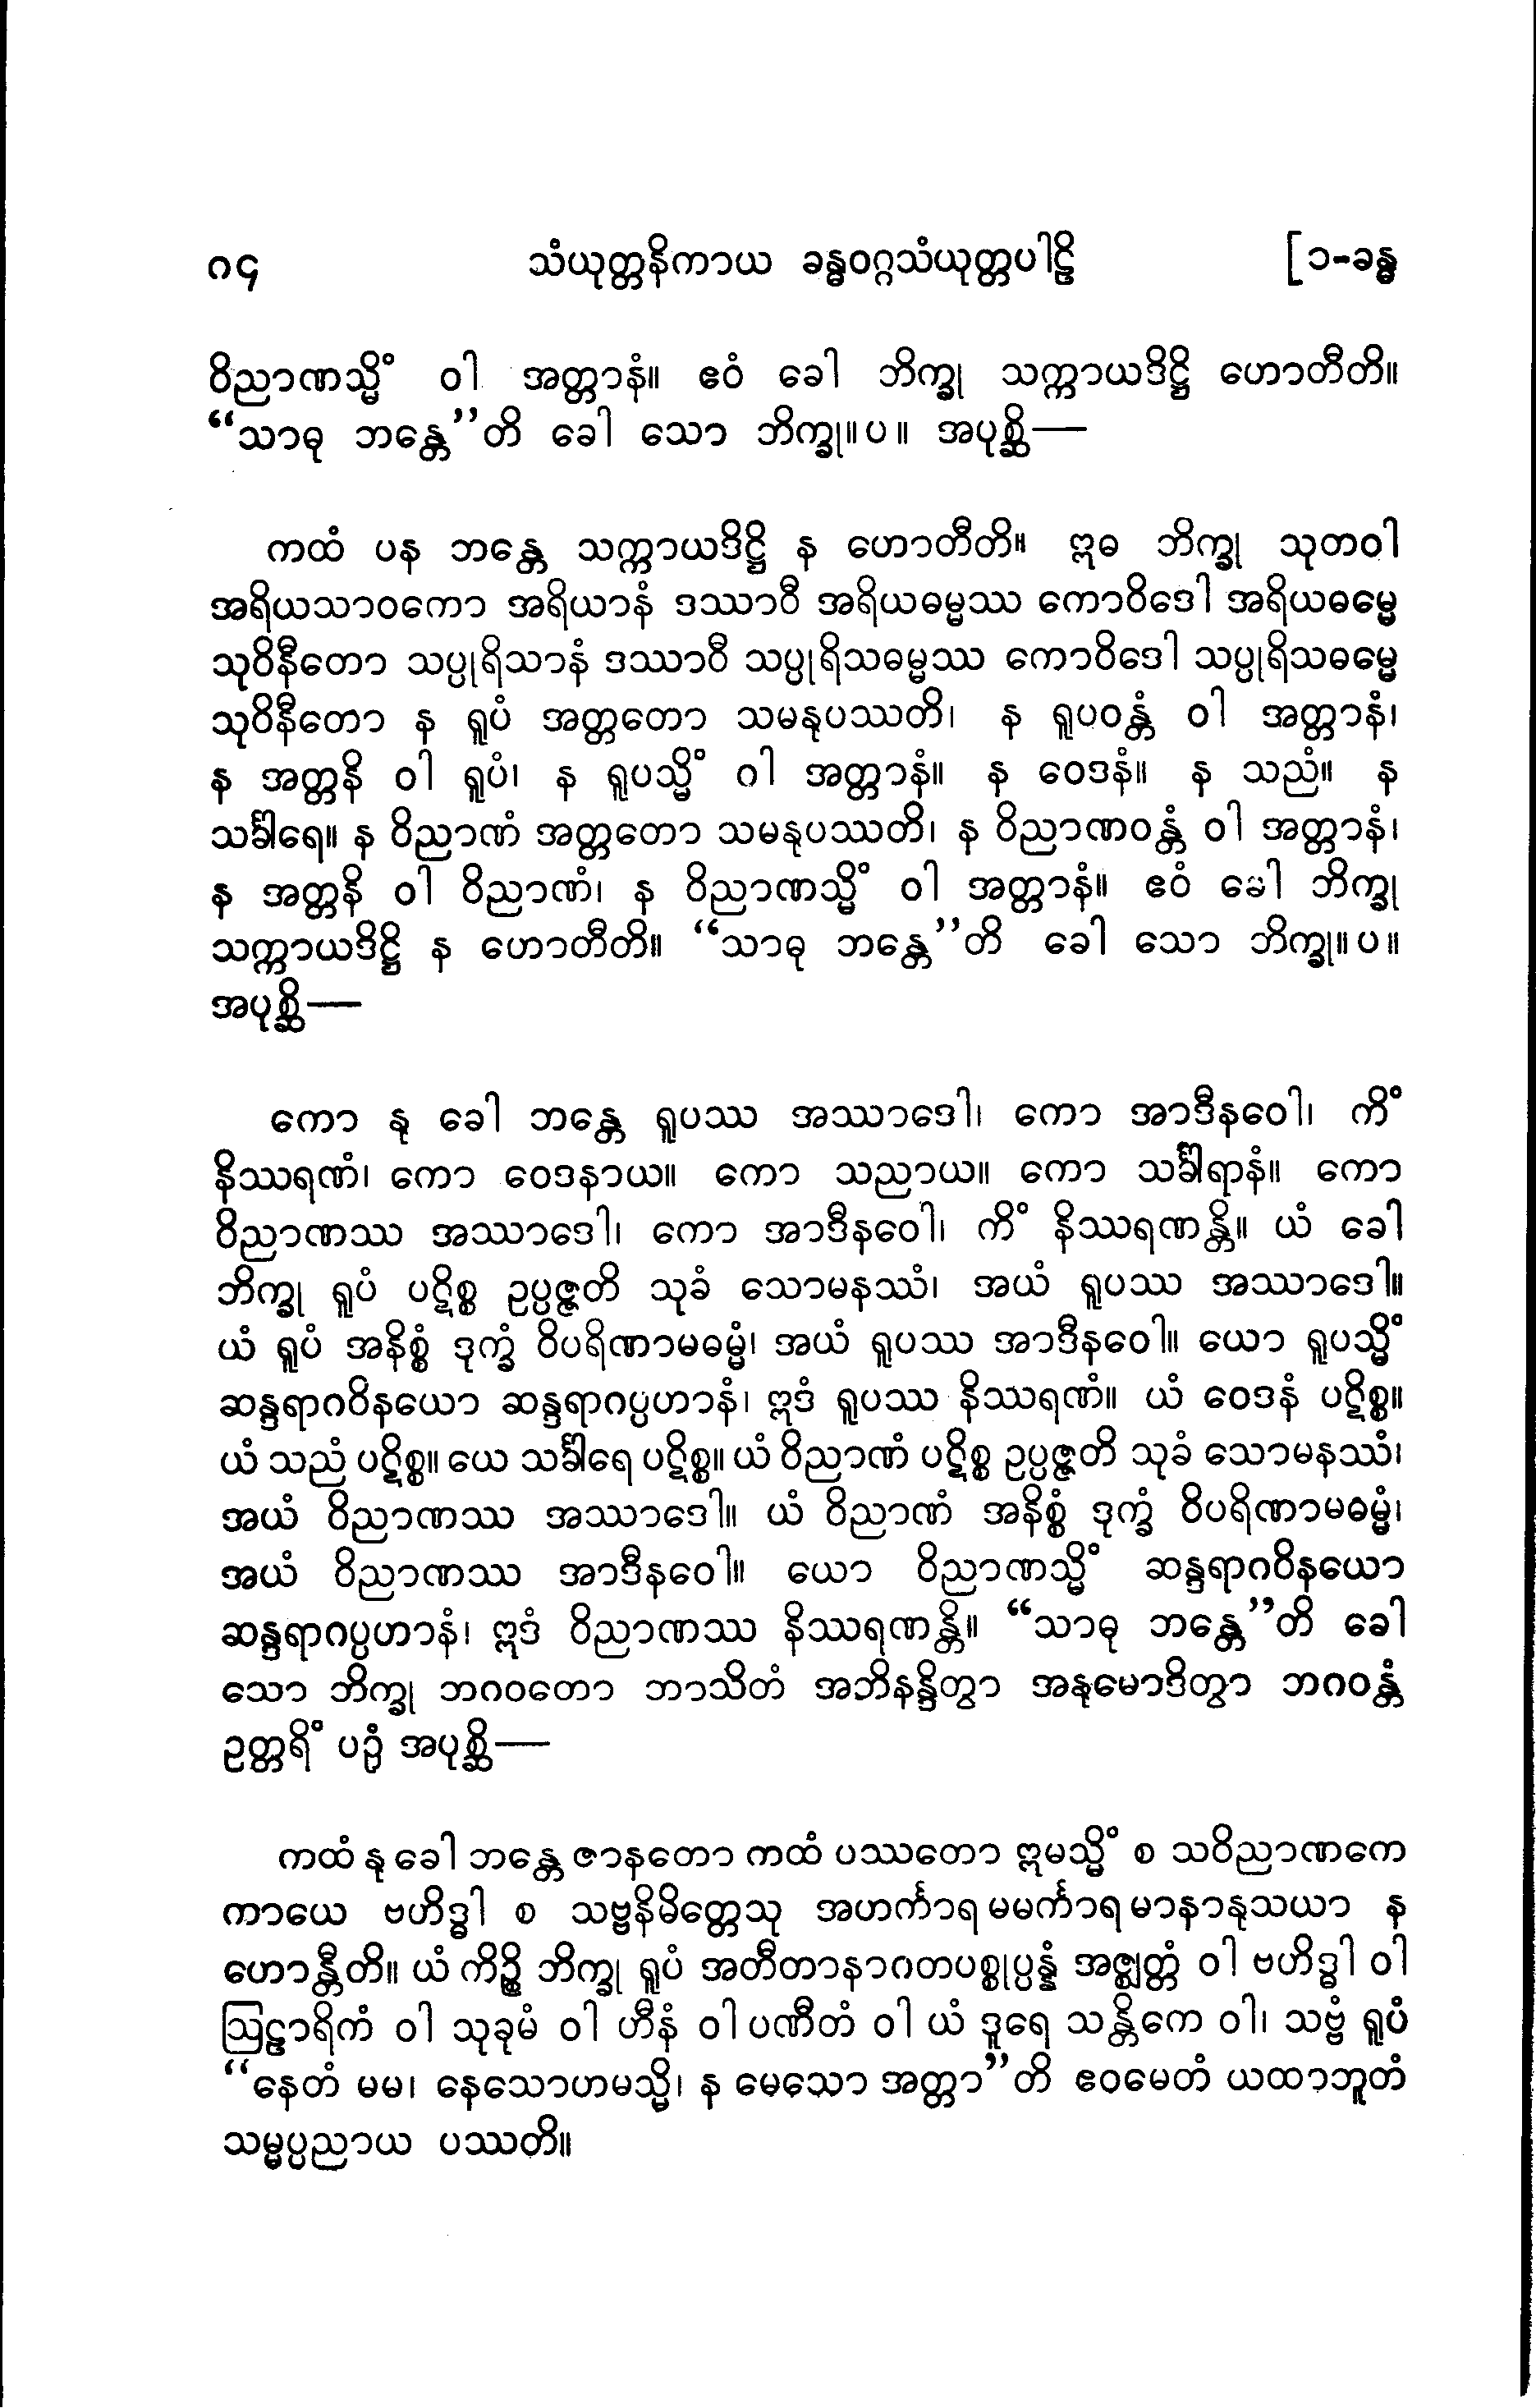 ၈၄ သံယုတ္တနိကာယ ခန္ဓဝဂ္ဂသံယုတ္တပါဠိ [၁-ခန္ဓ
ဝိညာဏသ္မိံ ဝါ အတ္တာနံ။ ဧဝံ ခေါ ဘိက္ခု သက္ကာယဒိဋ္ဌိ ဟောတီတိ။
“သာဓု ဘန္တေ”တိ ခေါ သော ဘိက္ခု။ပ။ အပုစ္ဆိ—
ကထံ ပန ဘန္တေ သက္ကာယဒိဋ္ဌိ န ဟောတီတိ။ ဣဓ ဘိက္ခု သုတဝါ
အရိယသာဝကော အရိယာနံ ဒဿာဝီ အရိယဓမ္မဿ ကောဝိဒေါ အရိယဓမ္မေ
သုဝိနီတော သပ္ပုရိသာနံ ဒဿာဝီ သပ္ပုရိသဓမ္မဿ ကောဝိဒေါ သပ္ပုရိသဓမ္မေ
သုဝိနီတော န ရူပံ အတ္တတော သမနုပဿတိ၊ န ရူပဝန္တံ ဝါ အတ္တာနံ၊
န အတ္တနိ ဝါ ရူပံ၊ န ရူပသ္မိံ ဝါ အတ္တာနံ။ န ဝေဒနံ။ န သညံ။ န
သင်္ခါရေ။ န ဝိညာဏံ အတ္တတော သမနုပဿတိ၊ န ဝိညာဏဝန္တံ ဝါ အတ္တာနံ၊
န အတ္တနိ ဝါ ဝိညာဏံ၊ န ဝိညာဏသ္မိံ ဝါ အတ္တာနံ။ ဧဝံ ခေါ ဘိက္ခု
သက္ကာယဒိဋ္ဌိ န ဟောတီတိ။ “သာဓု ဘန္တေ”တိ ခေါ သော ဘိက္ခု။ပ။
အပုစ္ဆိ—
ကော နု ခေါ ဘန္တေ ရူပဿ အဿာဒေါ၊ ကော အာဒီနဝေါ၊ ကိံ
နိဿရဏံ၊ ကော ဝေဒနာယ။ ကော သညာယ။ ကော သင်္ခါရာနံ။ ကော
ဝိညာဏဿ အဿာဒေါ၊ ကော အာဒီနဝေါ၊ ကိံ နိဿရဏန္တိ။ ယံ ခေါ
ဘိက္ခု ရူပံ ပဋိစ္စ ဥပ္ပဇ္ဇတိ သုခံ သောမနဿံ၊ အယံ ရူပဿ အဿာဒေါ။
ယံ ရူပံ အနိစ္စံ ဒုက္ခံ ဝိပရိဏာမဓမ္မံ၊ အယံ ရူပဿ အာဒီနဝေါ။ ယော ရူပသ္မိံ
ဆန္ဒရာဂဝိနယော ဆန္ဒရာဂပ္ပဟာနံ၊ ဣဒံ ရူပဿ နိဿရဏံ။ ယံ ဝေဒနံ ပဋိစ္စ။
ယံ သညံ ပဋိစ္စ။ ယေ သင်္ခါရေ ပဋိစ္စ။ ယံ ဝိညာဏံ ပဋိစ္စ ဥပ္ပဇ္ဇတိ သုခံ သောမနဿံ၊
အယံ ဝိညာဏဿ အဿာဒေါ။ ယံ ဝိညာဏံ အနိစ္စံ ဒုက္ခံ ဝိပရိဏာမဓမ္မံ၊
အယံ ဝိညာဏဿ အာဒီနဝေါ။ ယော ဝိညာဏသ္မိံ ဆန္ဒရာဂဝိနယော
ဆန္ဒရာဂပ္ပဟာနံ၊ ဣဒံ ဝိညာဏဿ နိဿရဏန္တိ။ “သာဓု ဘန္တေ”တိ ခေါ
သော ဘိက္ခု ဘဂဝတော ဘာသိတံ အဘိနန္ဒိတွာ အနုမောဒိတွာ ဘဂဝန္တံ
ဥတ္တရိံ ပဉှံ အပုစ္ဆိ—
ကထံ နု ခေါ ဘန္တေ ဇာနတော ကထံ ပဿတော ဣမသ္မိံ စ သဝိညာဏကေ
ကာယေ ဗဟိဒ္ဓါ စ သဗ္ဗနိမိတ္တေသု အဟင်္ကာရ မမင်္ကာရ မာနာနုသယာ န
ဟောန္တီတိ။ ယံ ကိဉ္စိ ဘိက္ခု ရူပံ အတီတာနာဂတပစ္စုပ္ပန္နံ အဇ္ဈတ္တံ ဝါ ဗဟိဒ္ဓါ ဝါ
ဩဠာရိကံ ဝါ သုခုမံ ဝါ ဟီနံ ဝါ ပဏီတံ ဝါ ယံ ဒူရေ သန္တိကေ ဝါ၊ သဗ္ဗံ ရူပံ
“နေတံ မမ၊ နေသောဟမသ္မိ၊ န မေသော အတ္တာ”တိ ဧဝမေတံ ယထာဘူတံ
သမ္မပ္ပညာယ ပဿတိ။